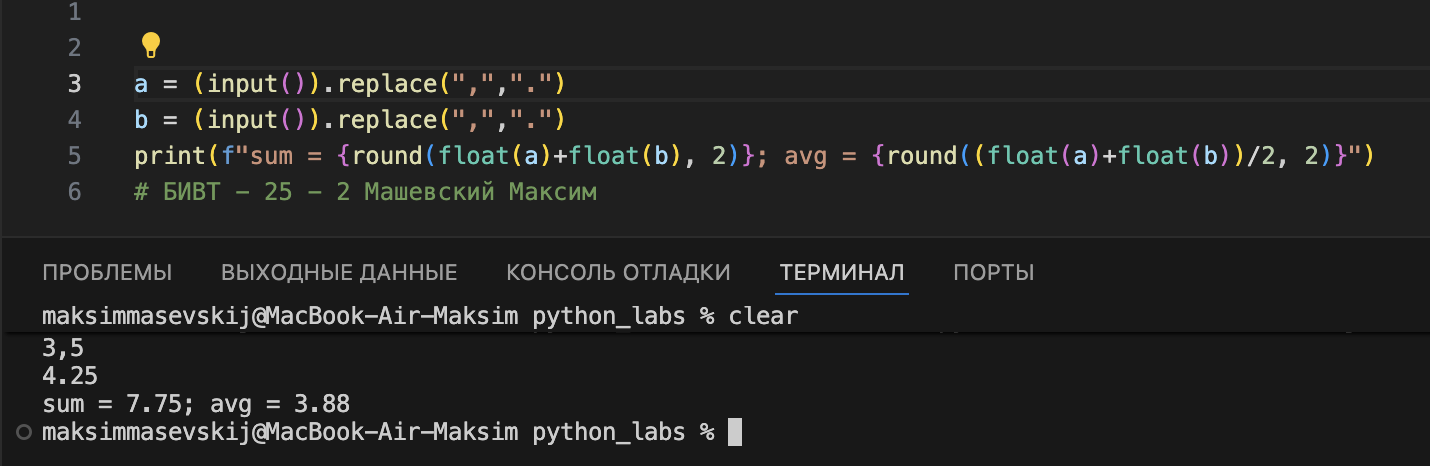 1
2
3 a = (input()).replace(",",".")
4 b = (input()).replace(",",".")
5 print(f"sum = {round(float(a)+float(b), 2)}; avg = {round((float(a)+float(b))/2, 2)}")
6 # БИВТ - 25 - 2 Машевский Максим
ПРОБЛЕМЫ ВЫХОДНЫЕ ДАННЫЕ КОНСОЛЬ ОТЛАДКИ ТЕРМИНАЛ ПОРТЫ
maksimmasevskij@MacBook-Air-Maksim python_labs % clear
3,5
4.25
sum = 7.75; avg = 3.88
maksimmasevskij@MacBook-Air-Maksim python_labs %